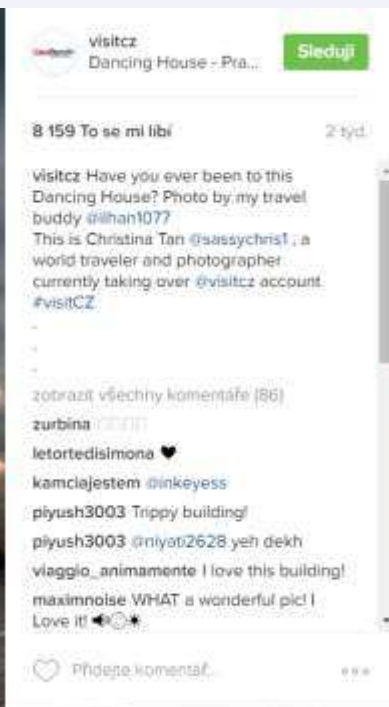 visitcz
Dancing House - Pra...
Sleduji
8 159 To se mi líbí
2 týd.
visitcz Have you ever been to this
Dancing House? Photo by my travel
buddy @ilhan1077
This is Christina Tan @sassychris1 , a
world traveler and photographer
currently taking over @visitcz account
#visitCZ
.
.
.
zobrazit všechny komentáře (86)
zurbina
letortedisimona 🖤
kamciajestem @inkeyess
piyush3003 Trippy building!
piyush3003 @niyati2628 yeh dekh
viaggio_animamente I love this building!
maximnoise WHAT a wonderful pic! I
Love it!
Přidejte komentář...